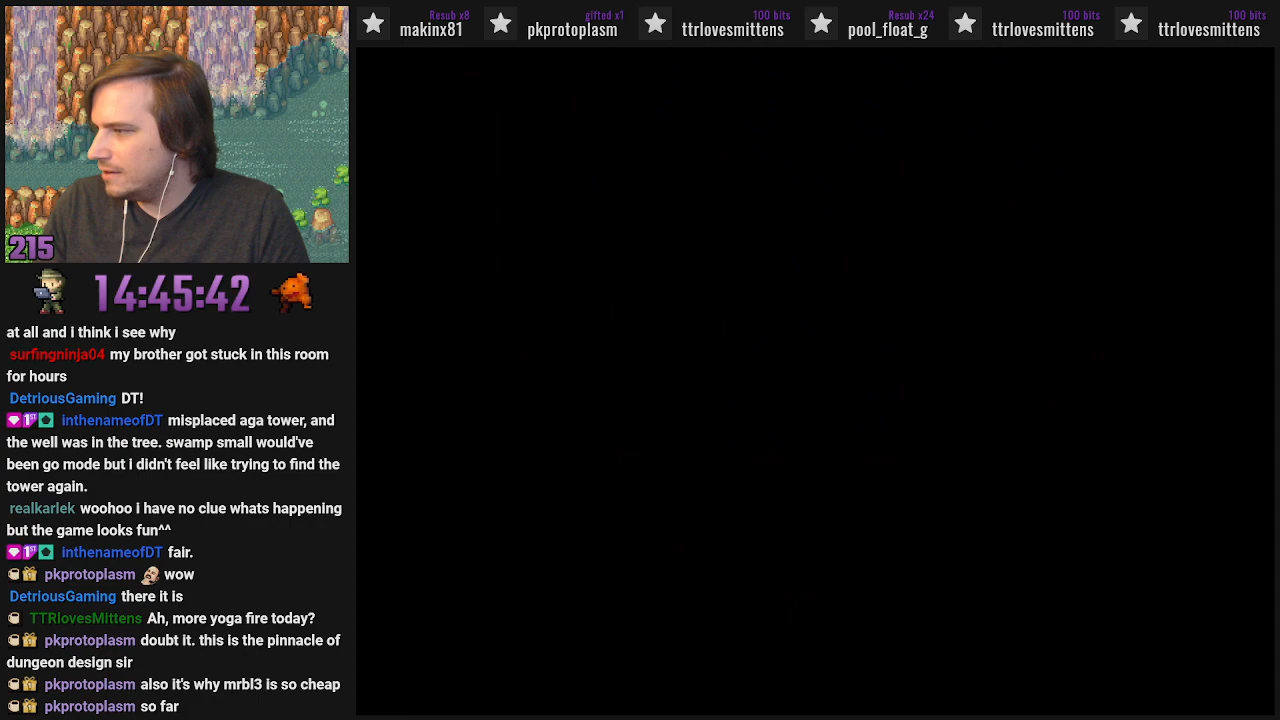 Resub x8
makinx81
gifted x1
pkprotoplasm
100 bits
ttrlovesmittens
Resub x24
pool_float_g
100 bits
ttrlovesmittens
100 bits
ttrlovesmittens
215
14:45:42
at all and i think i see why
surfingninja04 my brother got stuck in this room
for hours
DetriousGaming DT!
1ST inthenameofDT misplaced aga tower, and
the well was in the tree. swamp small would've
been go mode but i didn't feel like trying to find the
tower again.
realkarlek woohoo i have no clue whats happening
but the game looks fun^^
1ST inthenameofDT fair.
pkprotoplasm wow
DetriousGaming there it is
TTRlovesMittens Ah, more yoga fire today?
pkprotoplasm doubt it. this is the pinnacle of
dungeon design sir
pkprotoplasm also it's why mrbl3 is so cheap
pkprotoplasm so far